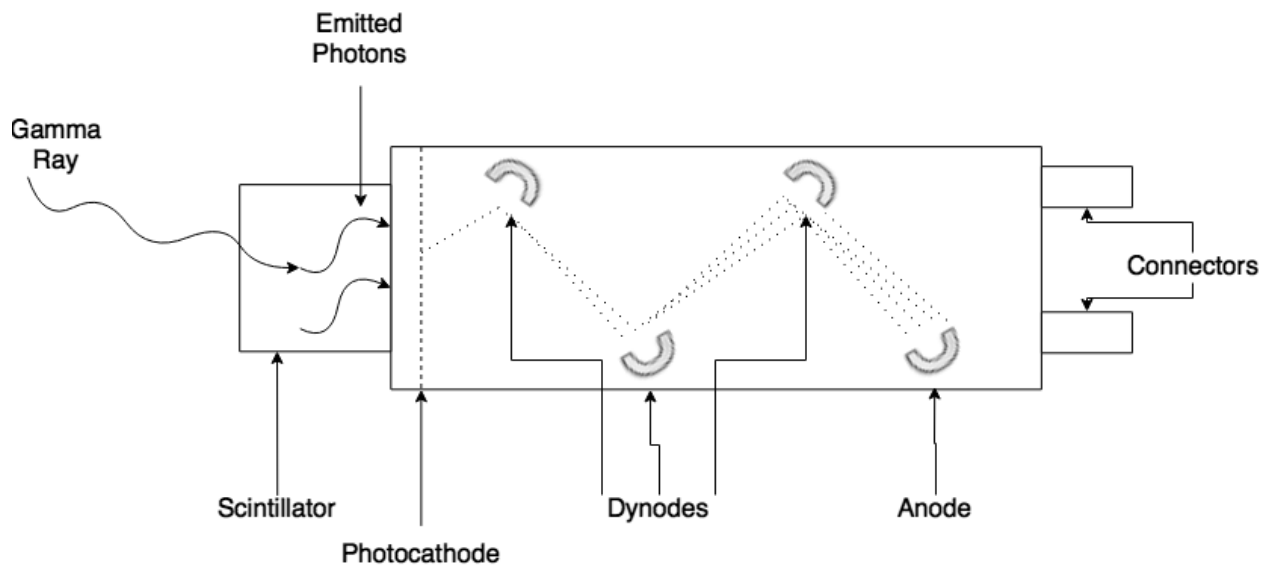 Emitted
Photons
Gamma
Ray
Connectors
Scintillator
Dynodes
Anode
Photocathode